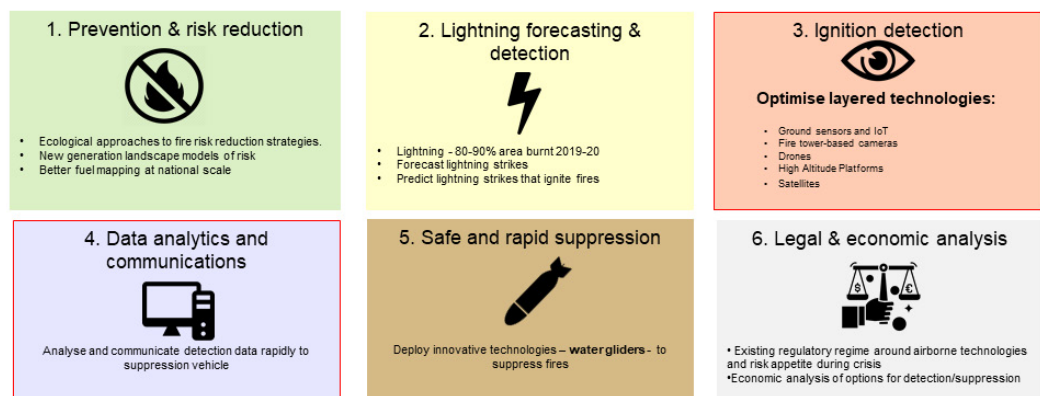 1. Prevention & risk reduction
• Ecological approaches to fire risk reduction strategies.
• New generation landscape models of risk
• Better fuel mapping at national scale
2. Lightning forecasting &
detection
• Lightning - 80-90% area burnt 2019-20
• Forecast lightning strikes
• Predict lightning strikes that ignite fires
3. Ignition detection
Optimise layered technologies:
• Ground sensors and IoT
• Fire tower-based cameras
• Drones
• High Altitude Platforms
• Satellites
4. Data analytics and
communications
Analyse and communicate detection data rapidly to
suppression vehicle
5. Safe and rapid suppression
Deploy innovative technologies – water gliders - to
suppress fires
6. Legal & economic analysis
$ €
• Existing regulatory regime around airborne technologies
and risk appetite during crisis
•Economic analysis of options for detection/suppression